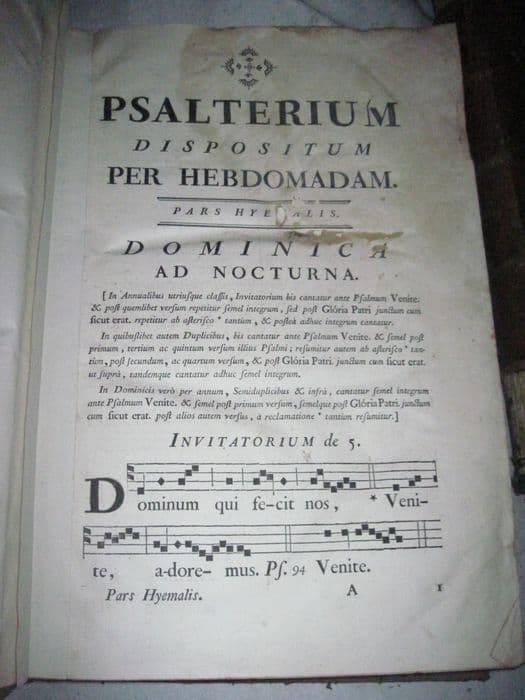 PSALTERIUM
DISPOSITUM
PER HEBDOMADAM.
PARS HYEMALIS.
DOMINICA
AD NOCTURNA.
[ In Annualibus utriusque classis, Invitatorium bis cantatur ante Psalmum Venite.
& post quemlibet versum repetitur semel integrum, sed post Glória Patri junctum cum
sicut erat. repetitur ab asterisco * tantùm, & posteà adhuc integrum cantatur.
In quibuslibet autem Duplicibus, bis cantatur ante Psalmum Venite. & semel post
primum, tertium ac quintum versum illius Psalmi; resumitur autem ab asterisco * tan-
tùm, post secundum, ac quartum versum, & post Glória Patri. junctum cum sicut erat.
ut suprà, tandemque cantatur adhuc semel integrum.
In Dominicis verò per annum, Semiduplicibus & infrà, cantatur semel integrum
ante Psalmum Venite. & semel post primum versum, semelque post Glória Patri. junctum
cum sicut erat. post alios autem versus, à reclamatione * tantùm resumitur.]
INVITATORIUM de 5.
Dominum qui fe-cit nos, * Veni-
te, a-dore- mus. Ps. 94 Venite.
Pars Hyemalis. A 1